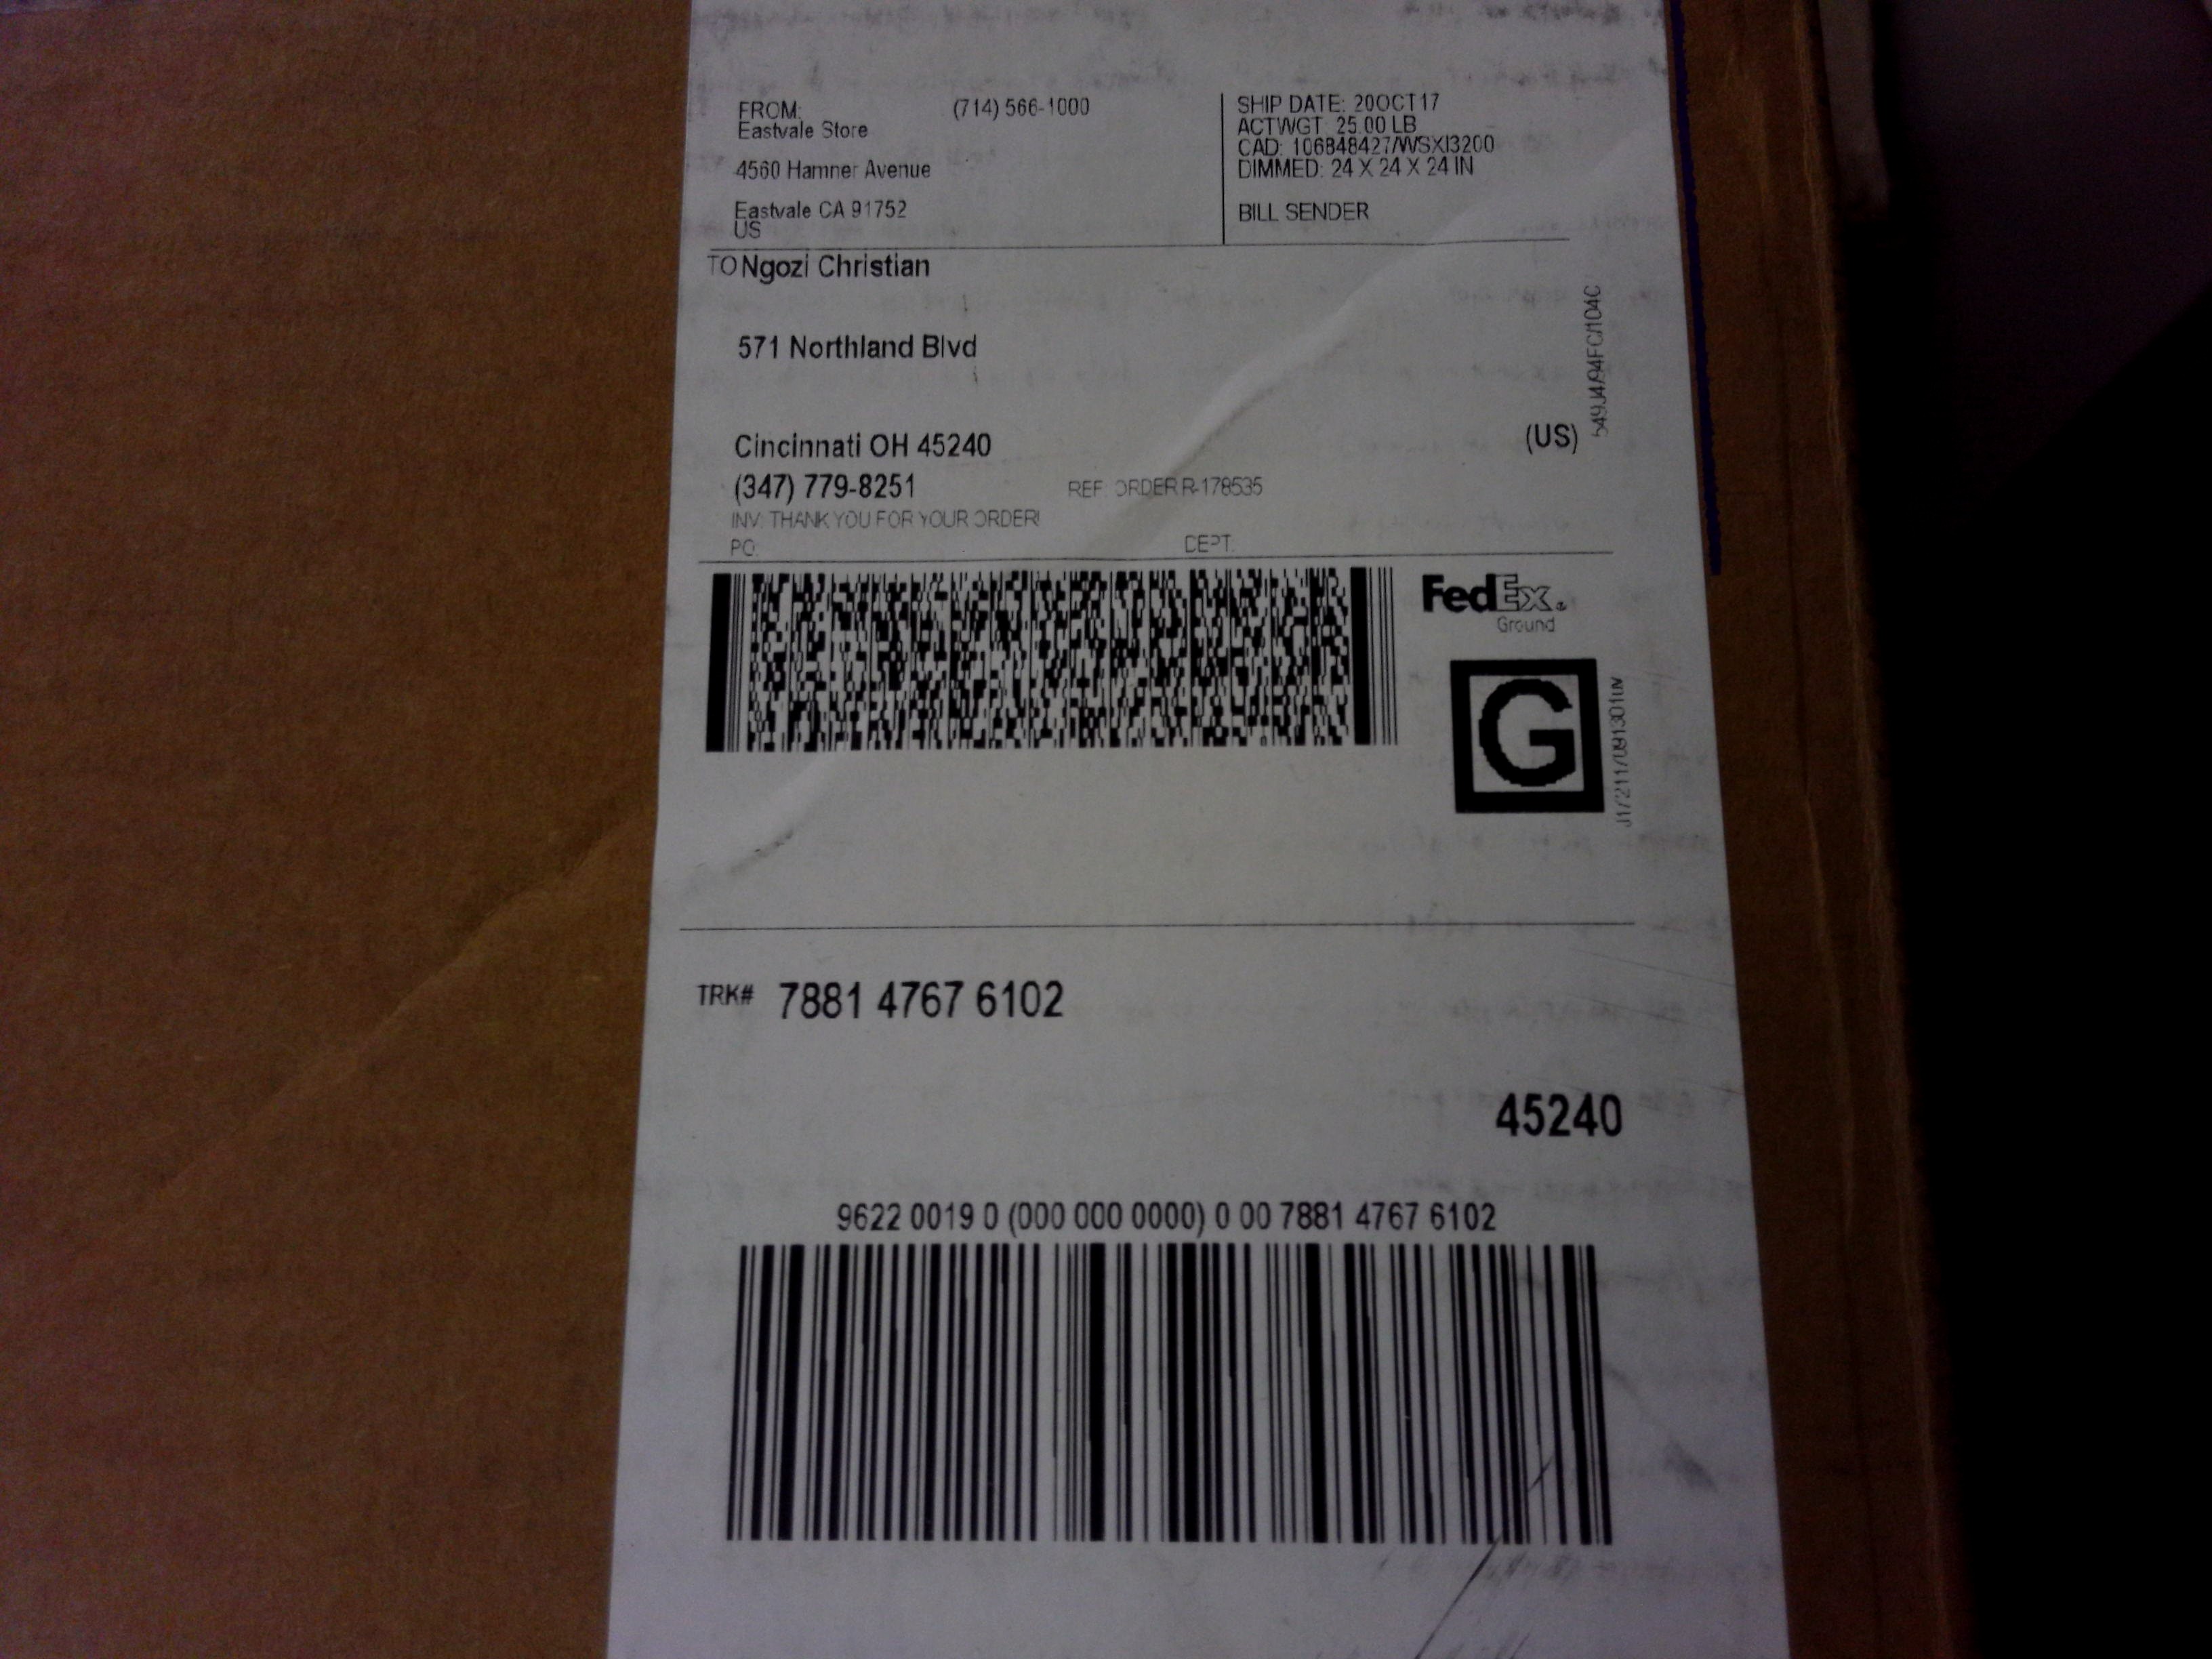 FROM: (714) 566-1000
Eastvale Store
4560 Hamner Avenue
Eastvale CA 91752
US
SHIP DATE: 20OCT17
ACTWGT: 25.00 LB
CAD: 106848427/WSXI3200
DIMMED: 24 X 24 X 24 IN
BILL SENDER
TO Ngozi Christian
571 Northland Blvd
Cincinnati OH 45240
(US)
(347) 779-8251 REF: ORDER R-178535
INV: THANK YOU FOR YOUR ORDER!
PO: DEPT:
549J4/94FC/104C
FedEx®
Ground
G
TRK# 7881 4767 6102
45240
9622 0019 0 (000 000 0000) 0 00 7881 4767 6102